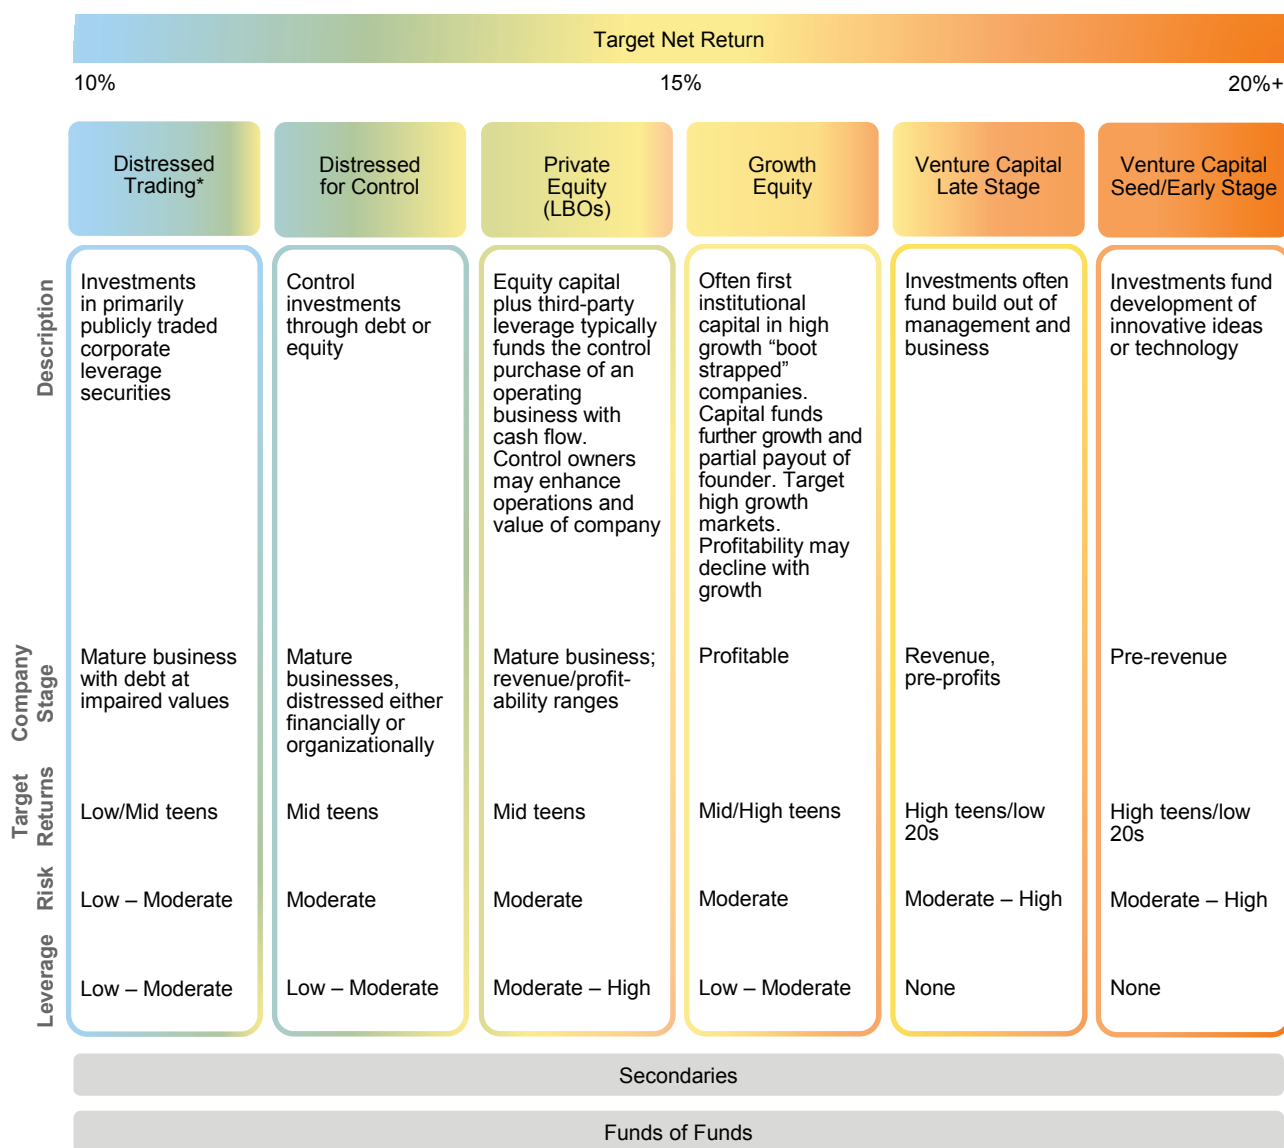 Target Net Return
10%
15%
20%+
Distressed
Trading*
Distressed
for Control
Private
Equity
(LBOs)
Growth
Equity
Venture Capital
Late Stage
Venture Capital
Seed/Early Stage
Description
Investments
in primarily
publicly traded
corporate
leverage
securities
Control
investments
through debt or
equity
Equity capital
plus third-party
leverage typically
funds the control
purchase of an
operating
business with
cash flow.
Control owners
may enhance
operations and
value of company
Often first
institutional
capital in high
growth “boot
strapped”
companies.
Capital funds
further growth and
partial payout of
founder. Target
high growth
markets.
Profitability may
decline with
growth
Investments often
fund build out of
management and
business
Investments fund
development of
innovative ideas
or technology
Company
Stage
Mature business
with debt at
impaired values
Mature
businesses,
distressed either
financially or
organizationally
Mature business;
revenue/profit-
ability ranges
Profitable
Revenue,
pre-profits
Pre-revenue
Target
Returns
Low/Mid teens
Mid teens
Mid teens
Mid/High teens
High teens/low
20s
High teens/low
20s
Risk
Low – Moderate
Moderate
Moderate
Moderate
Moderate – High
Moderate – High
Leverage
Low – Moderate
Low – Moderate
Moderate – High
Low – Moderate
None
None
Secondaries
Funds of Funds